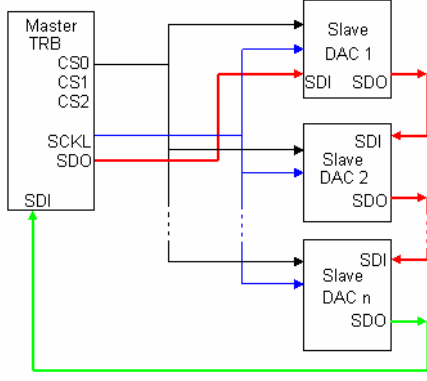 Master
TRB
CS0
CS1
CS2
SCKL
SDO
SDI
Slave
DAC 1
SDI SDO
SDI
Slave
DAC 2
SDO
SDI
Slave
DAC n
SDO